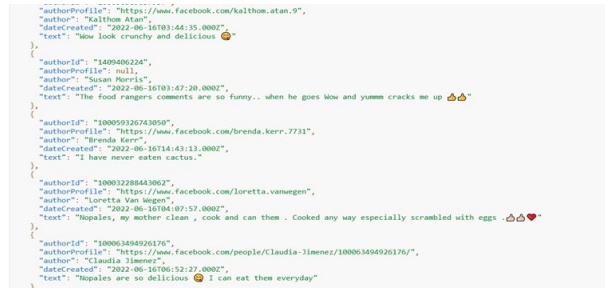 "authorProfile": "https://www.facebook.com/kalthom.atan.9",
"author": "Kalthom Atan",
"dateCreated": "2022-06-16T03:44:35.000Z",
"text": "Wow look crunchy and delicious 😋"
},
{
"authorId": "1409406224",
"authorProfile": null,
"author": "Susan Morris",
"dateCreated": "2022-06-16T03:47:20.000Z",
"text": "The food rangers comments are so funny.. when he goes Wow and yummm cracks me up 👍👍"
},
{
"authorId": "100059326743050",
"authorProfile": "https://www.facebook.com/brenda.kerr.7731",
"author": "Brenda Kerr",
"dateCreated": "2022-06-16T14:43:13.000Z",
"text": "I have never eaten cactus."
},
{
"authorId": "100032288443062",
"authorProfile": "https://www.facebook.com/loretta.vanwegen",
"author": "Loretta Van Wegen",
"dateCreated": "2022-06-16T04:07:57.000Z",
"text": "Nopales, my mother clean , cook and can them . Cooked any way especially scrambled with eggs .👍👍❤"
},
{
"authorId": "100063494926176",
"authorProfile": "https://www.facebook.com/people/Claudia-Jimenez/100063494926176/",
"author": "Claudia Jimenez",
"dateCreated": "2022-06-16T06:52:27.000Z",
"text": "Nopales are so delicious 😋 I can eat them everyday"
}